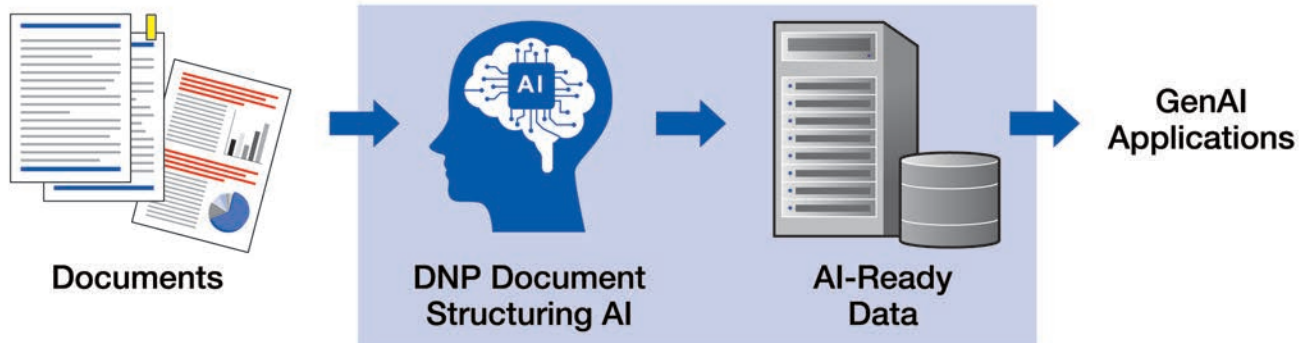 AI
Documents
DNP Document
Structuring AI
AI-Ready
Data
GenAI
Applications